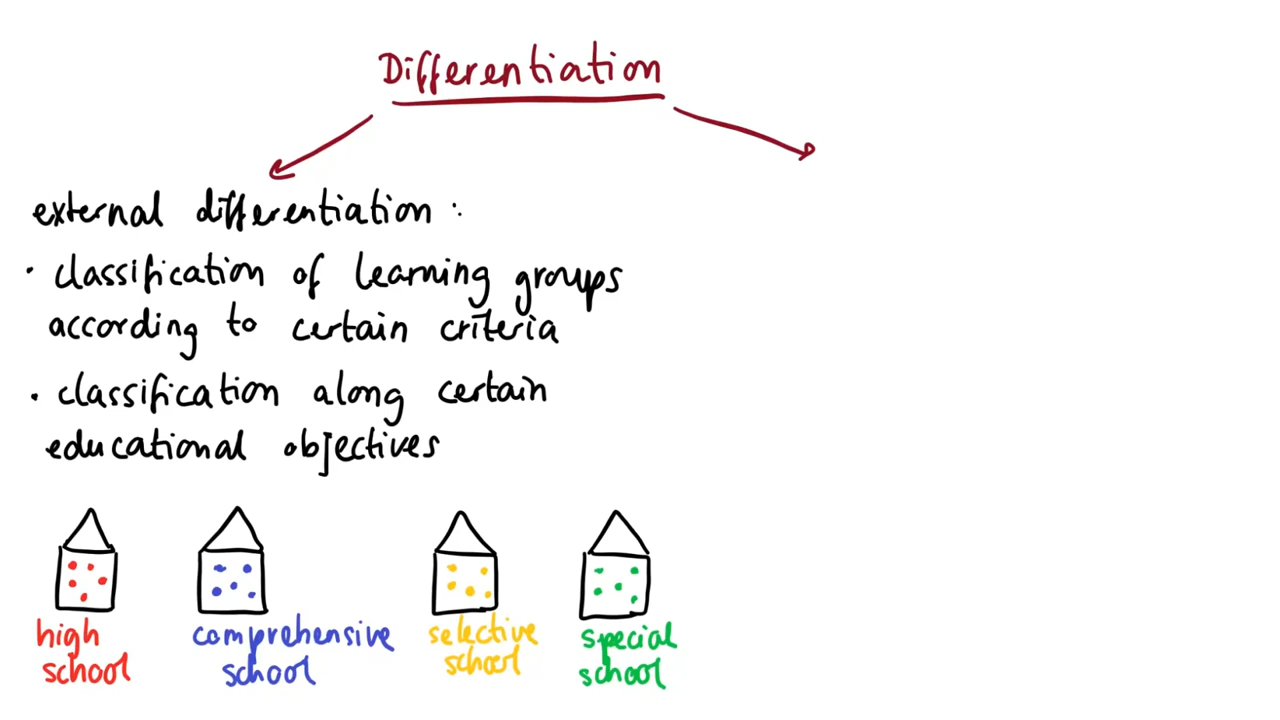 Differentiation
external differentiation :
· classification of learning groups
according to certain criteria
· classification along certain
educational objectives
high school
comprehensive school
selective school
special school